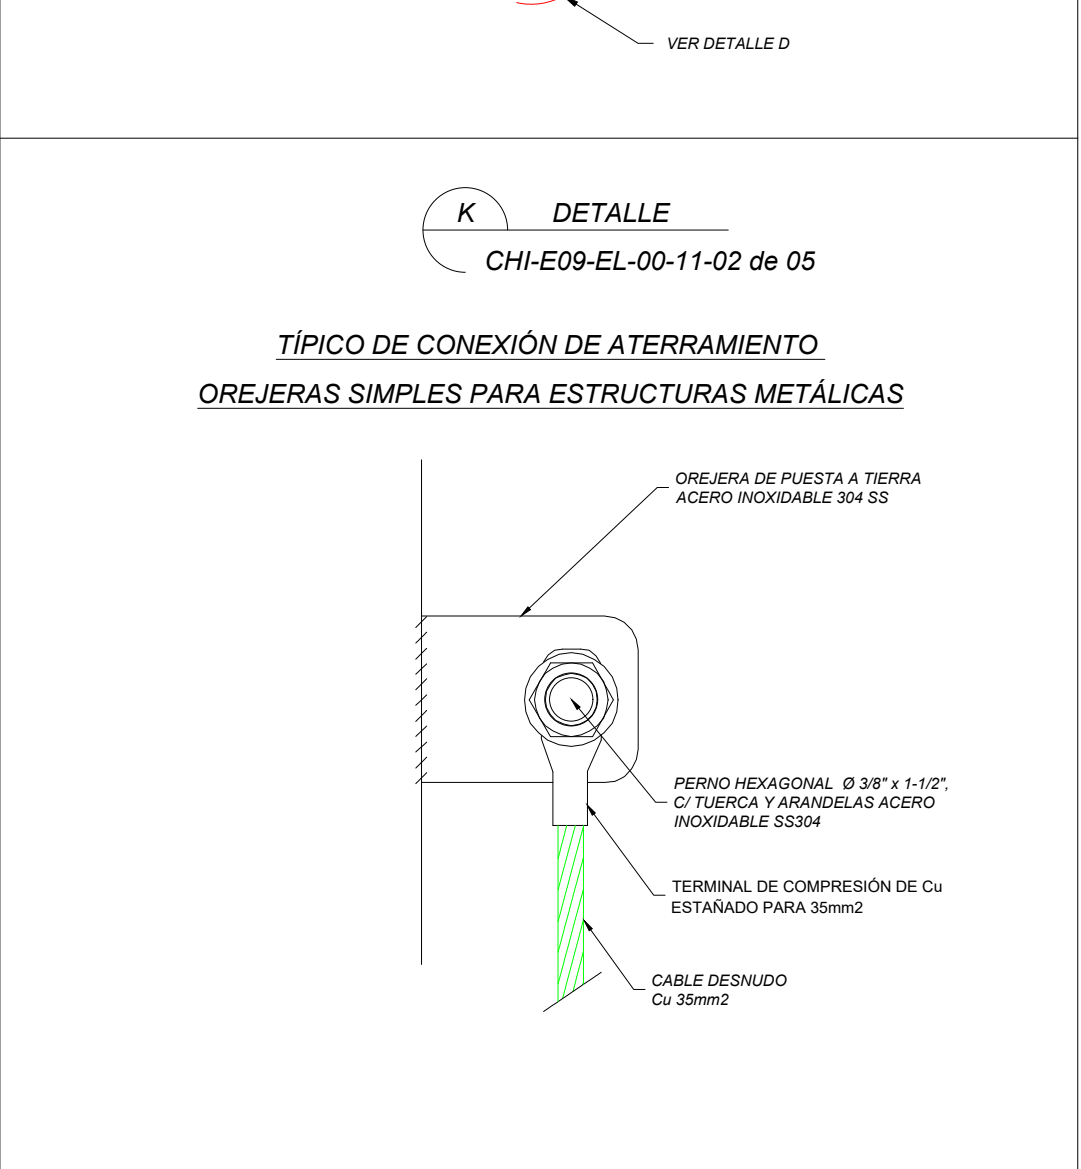 VER DETALLE D
K DETALLE
CHI-E09-EL-00-11-02 de 05
TÍPICO DE CONEXIÓN DE ATERRAMIENTO
OREJERAS SIMPLES PARA ESTRUCTURAS METÁLICAS
OREJERA DE PUESTA A TIERRA
ACERO INOXIDABLE 304 SS
PERNO HEXAGONAL Ø 3/8" x 1-1/2",
C/ TUERCA Y ARANDELAS ACERO
INOXIDABLE SS304
TERMINAL DE COMPRESIÓN DE Cu
ESTAÑADO PARA 35mm2
CABLE DESNUDO
Cu 35mm2